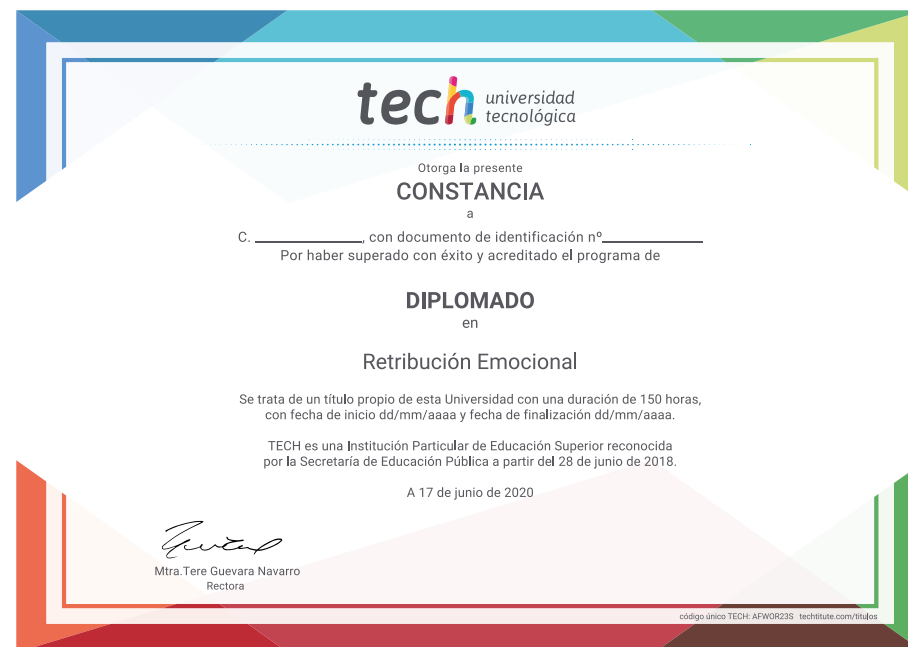 tech universidad
tecnológica
Otorga la presente
CONSTANCIA
a
C. ____________, con documento de identificación nº____________
Por haber superado con éxito y acreditado el programa de
DIPLOMADO
en
Retribución Emocional
Se trata de un título propio de esta Universidad con una duración de 150 horas,
con fecha de inicio dd/mm/aaaa y fecha de finalización dd/mm/aaaa.
TECH es una Institución Particular de Educación Superior reconocida
por la Secretaría de Educación Pública a partir del 28 de junio de 2018.
A 17 de junio de 2020
Mtra.Tere Guevara Navarro
Rectora
código único TECH: AFWOR23S techtitute.com/titulos